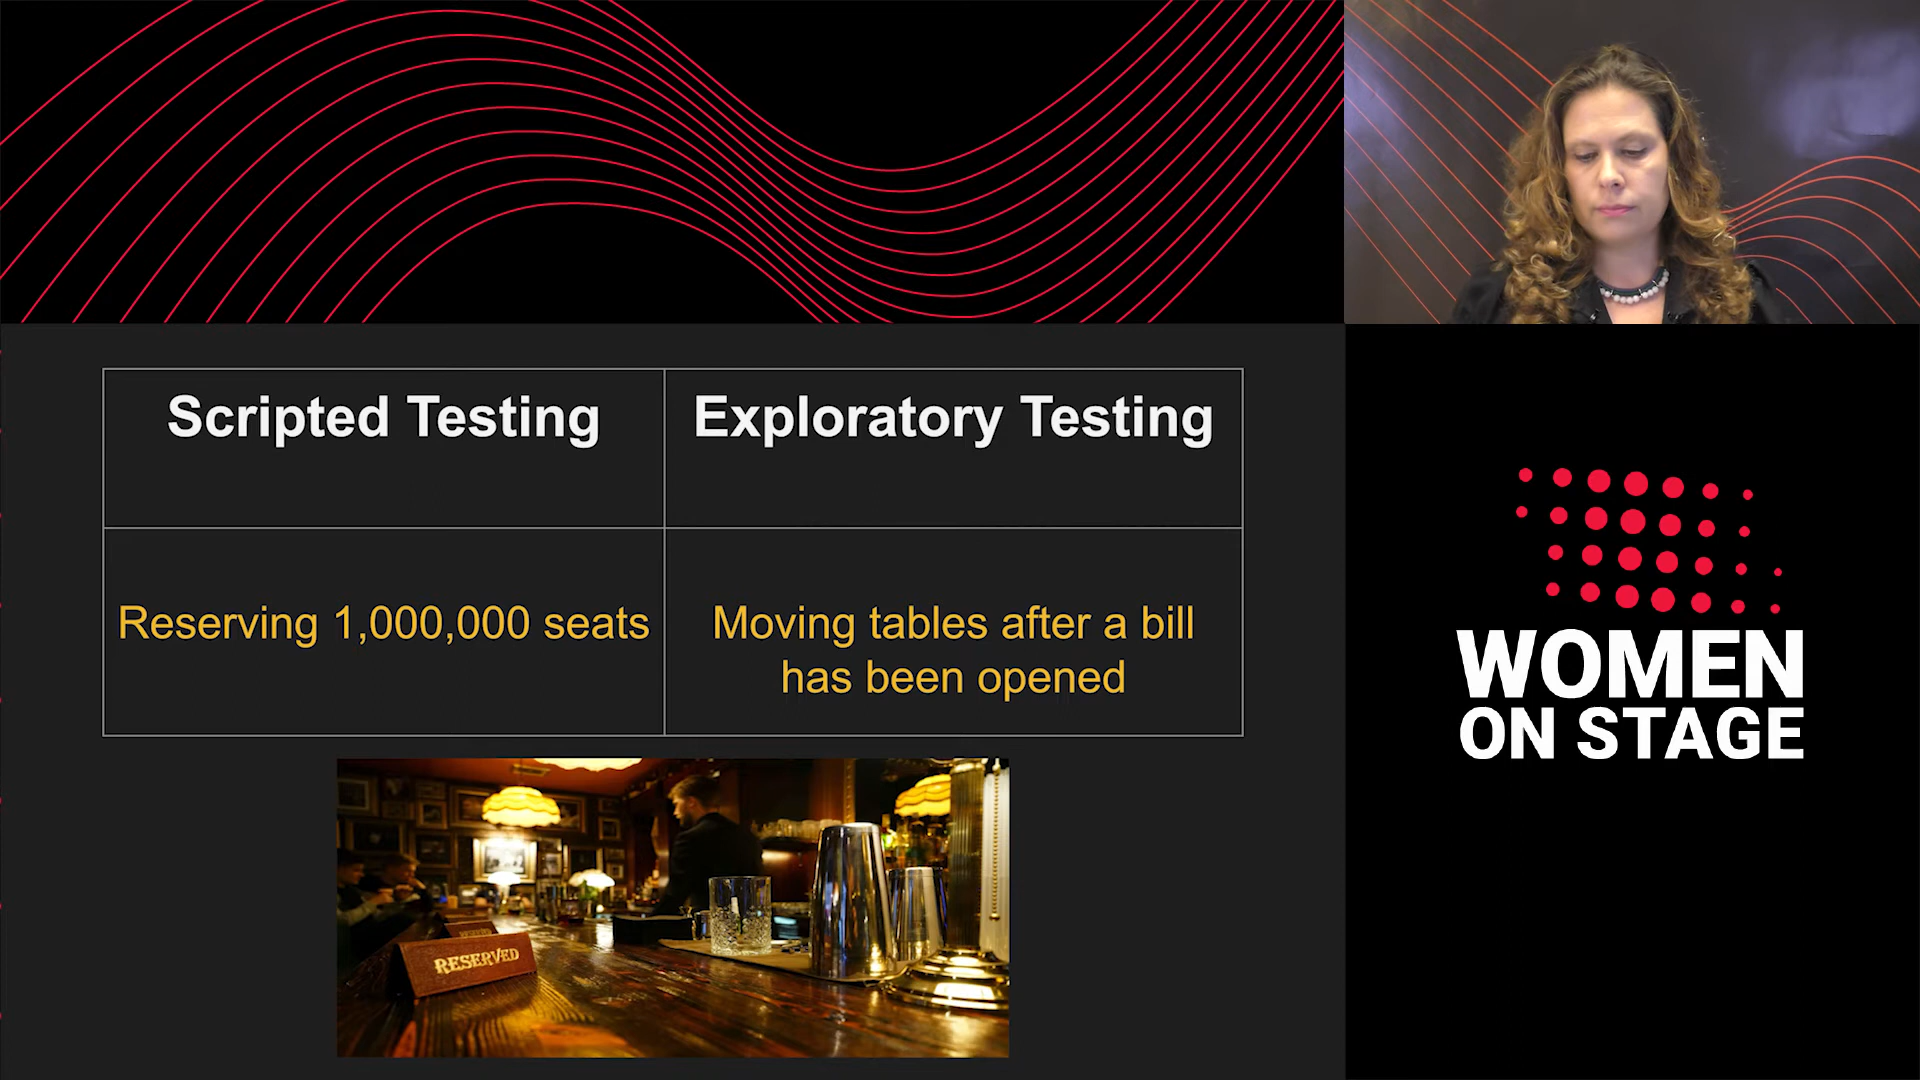 Scripted Testing
Exploratory Testing
Reserving 1,000,000 seats
Moving tables after a bill
has been opened
RESERVED
WOMEN
ON STAGE